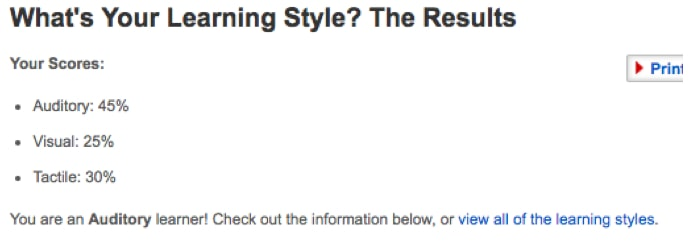 What's Your Learning Style? The Results
Your Scores:
Print
Auditory: 45%
Visual: 25%
Tactile: 30%
You are an Auditory learner! Check out the information below, or view all of the learning styles.